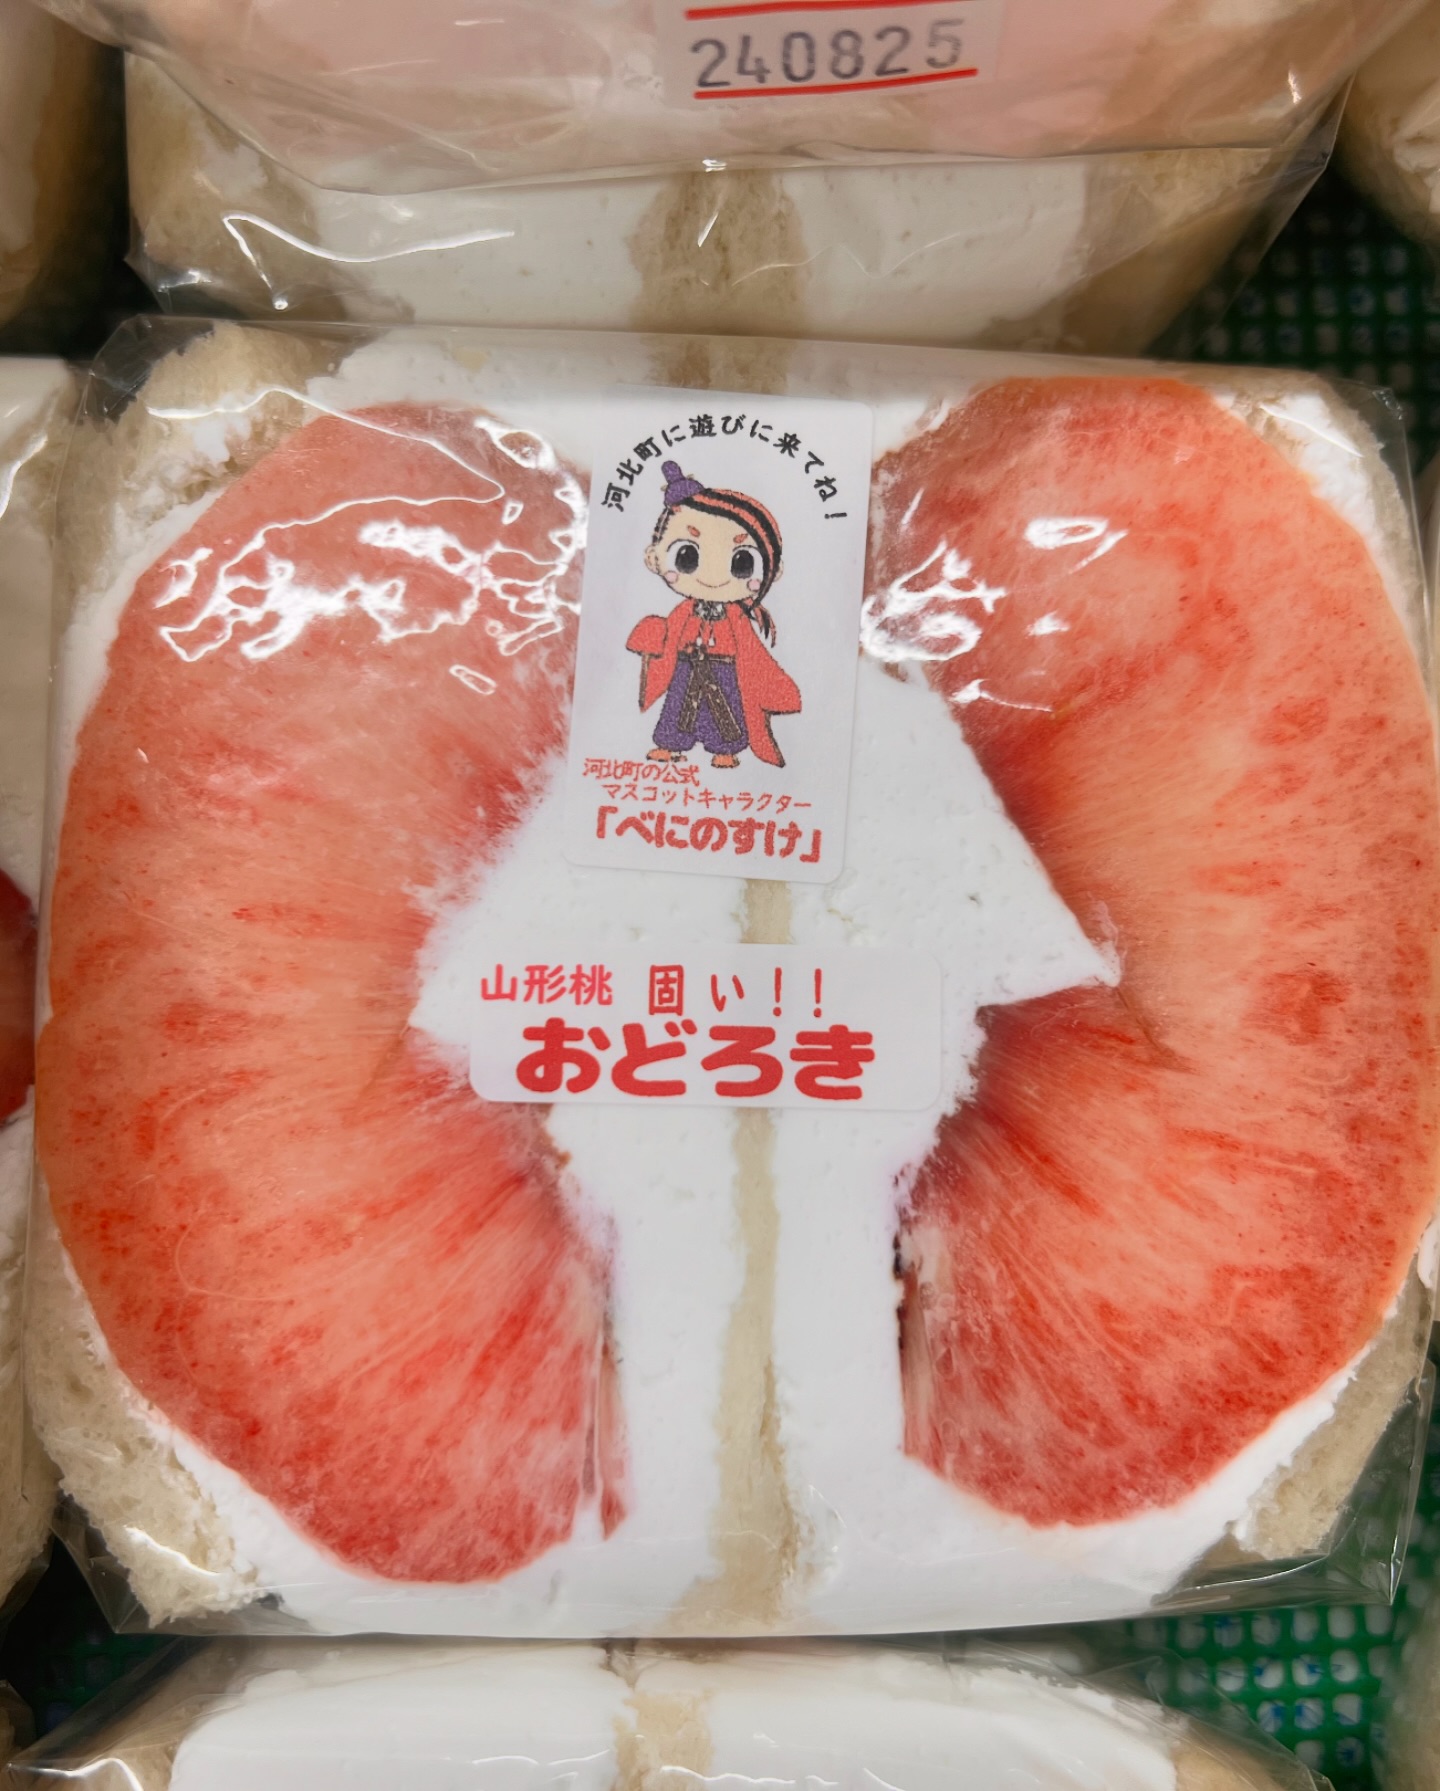 240825
河北町に遊びに来てね!
河北町の公式
マスコットキャラクター
「べにのすけ」
山形桃 固い!!
おどろき